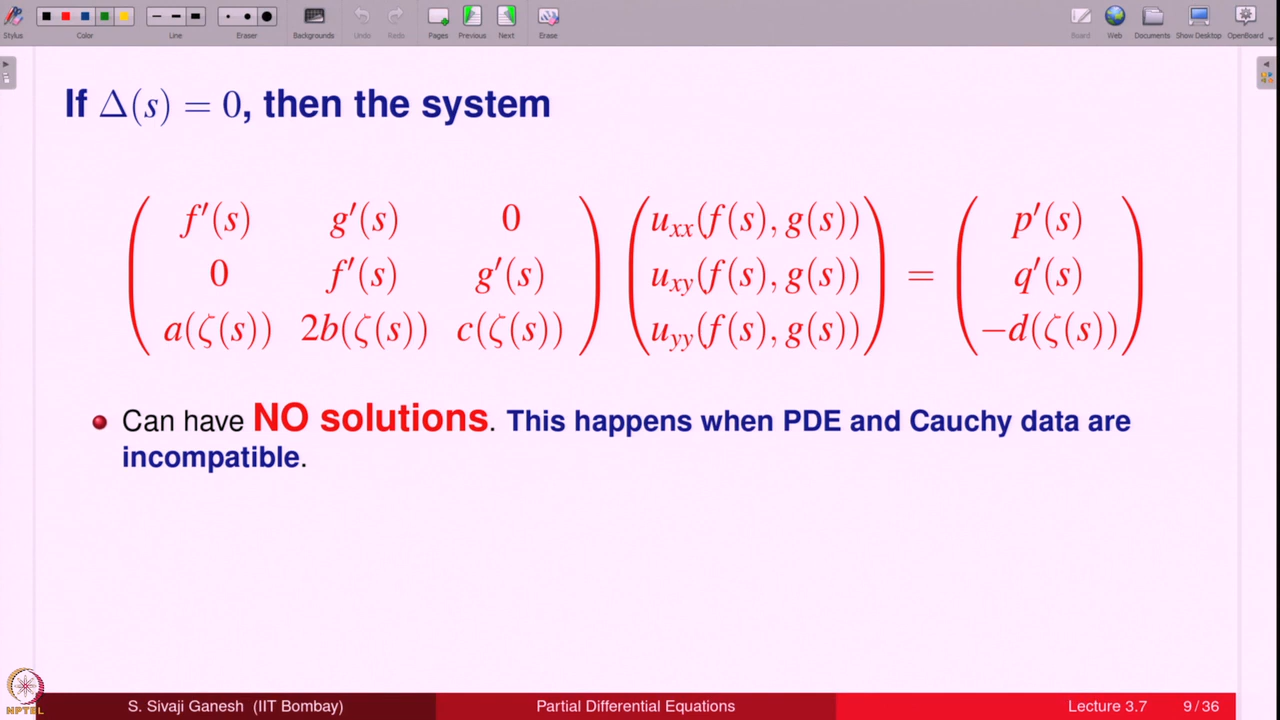 Stylus Color Line Eraser Backgrounds Undo Redo Pages Previous Next Erase Board Web Documents Show Desktop OpenBoard
If Δ(s) = 0, then the system
f′(s) g′(s) 0 u_xx(f(s), g(s)) p′(s)
0 f′(s) g′(s) u_xy(f(s), g(s)) = q′(s)
a(ζ(s)) 2b(ζ(s)) c(ζ(s)) u_yy(f(s), g(s)) −d(ζ(s))
Can have NO solutions. This happens when PDE and Cauchy data are
incompatible.
NPTEL
S. Sivaji Ganesh (IIT Bombay) Partial Differential Equations Lecture 3.7 9 / 36